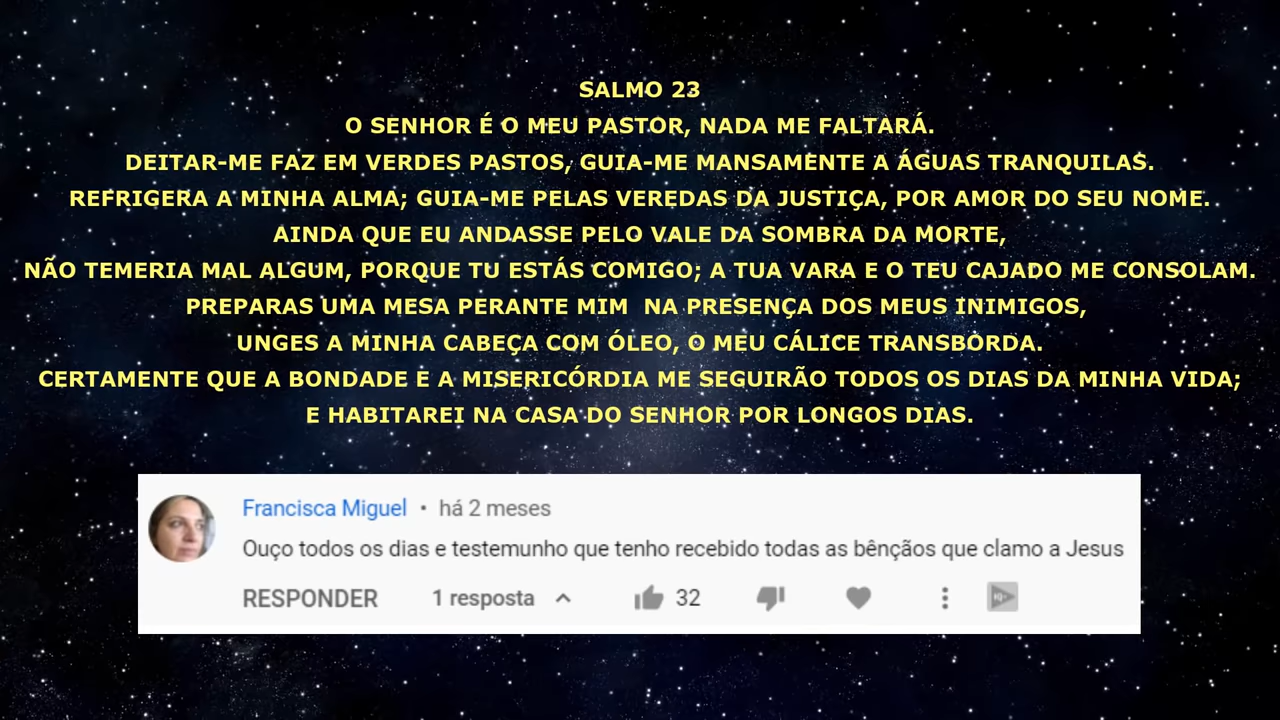 SALMO 23
O SENHOR É O MEU PASTOR, NADA ME FALTARÁ.
DEITAR-ME FAZ EM VERDES PASTOS, GUIA-ME MANSAMENTE A ÁGUAS TRANQUILAS.
REFRIGERA A MINHA ALMA; GUIA-ME PELAS VEREDAS DA JUSTIÇA, POR AMOR DO SEU NOME.
AINDA QUE EU ANDASSE PELO VALE DA SOMBRA DA MORTE,
NÃO TEMERIA MAL ALGUM, PORQUE TU ESTÁS COMIGO; A TUA VARA E O TEU CAJADO ME CONSOLAM.
PREPARAS UMA MESA PERANTE MIM NA PRESENÇA DOS MEUS INIMIGOS,
UNGES A MINHA CABEÇA COM ÓLEO, O MEU CÁLICE TRANSBORDA.
CERTAMENTE QUE A BONDADE E A MISERICÓRDIA ME SEGUIRÃO TODOS OS DIAS DA MINHA VIDA;
E HABITAREI NA CASA DO SENHOR POR LONGOS DIAS.
Francisca Miguel • há 2 meses
Ouço todos os dias e testemunho que tenho recebido todas as bênçãos que clamo a Jesus
RESPONDER 1 resposta 32